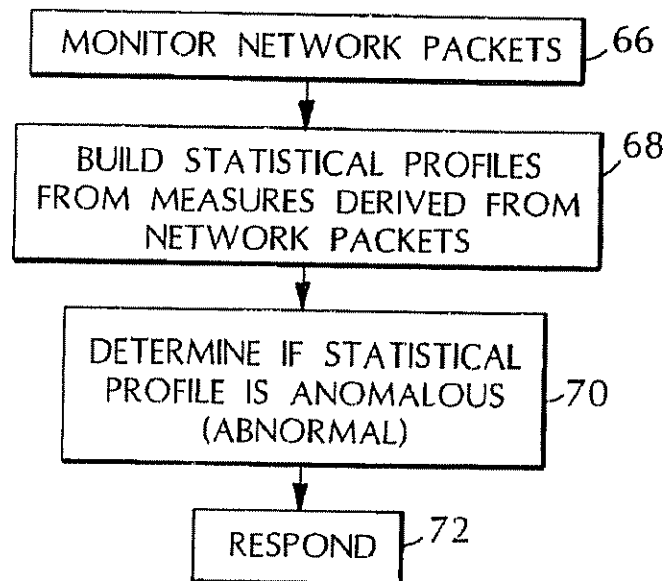 MONITOR NETWORK PACKETS 66
BUILD STATISTICAL PROFILES
FROM MEASURES DERIVED FROM
NETWORK PACKETS
68
DETERMINE IF STATISTICAL
PROFILE IS ANOMALOUS
(ABNORMAL)
70
RESPOND 72